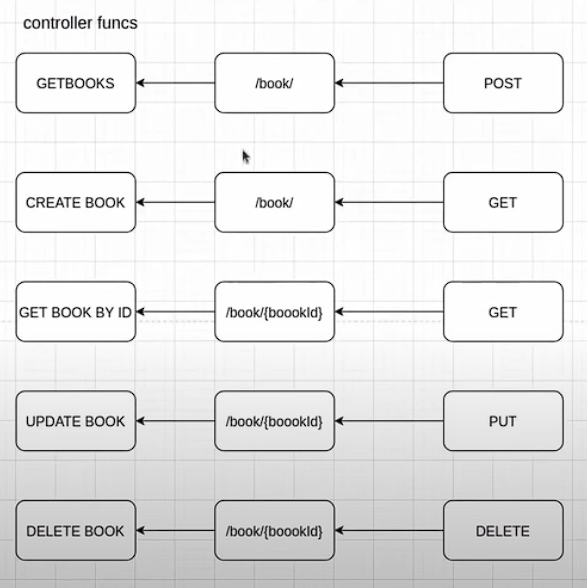 controller funcs
GETBOOKS /book/ POST
CREATE BOOK /book/ GET
GET BOOK BY ID /book/{boookId} GET
UPDATE BOOK /book/{boookId} PUT
DELETE BOOK /book/{boookId} DELETE